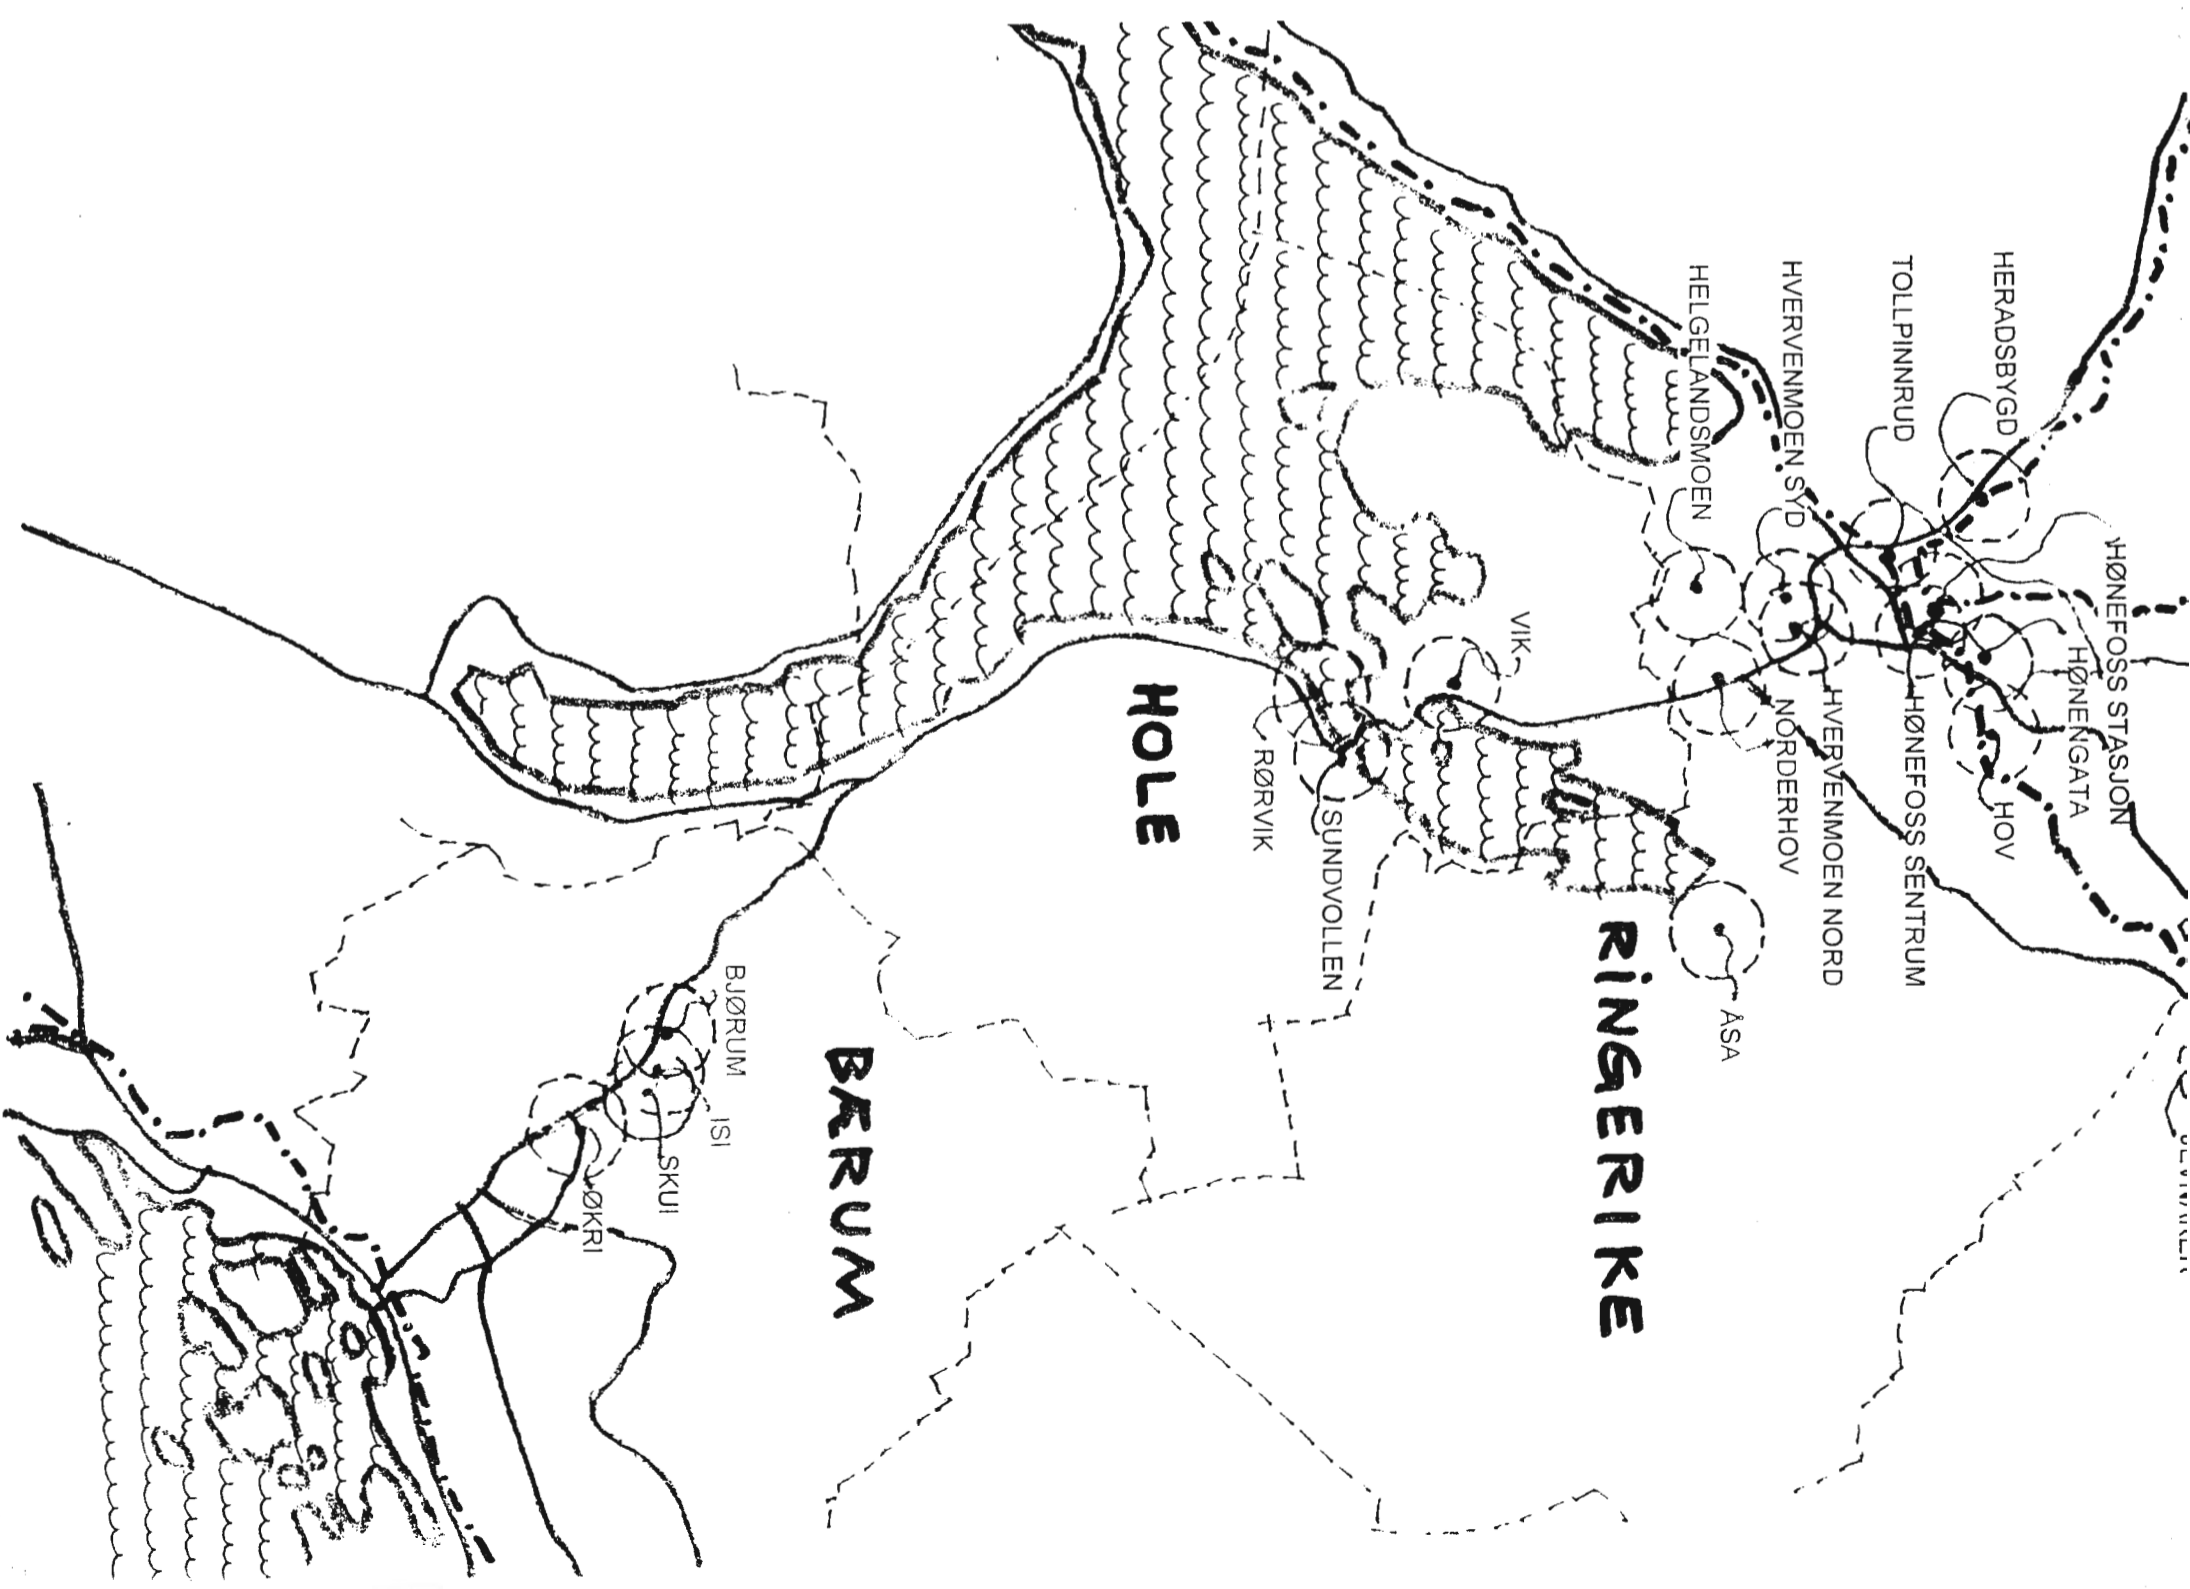 HERADSBYGD
TOLLPINNRUD
HVERVENMOEN SYD
HELGELANDSMOEN
HØNEFOSS STASJON
HØNENGATA
HOV
HØNEFOSS SENTRUM
HVERVENMOEN NORD
NORDERHOV
VIK
ÅSA
SUNDVOLLEN
RØRVIK
HOLE
RINGERIKE
BÆRUM
BJØRUM
ISI
SKUI
ØKRI